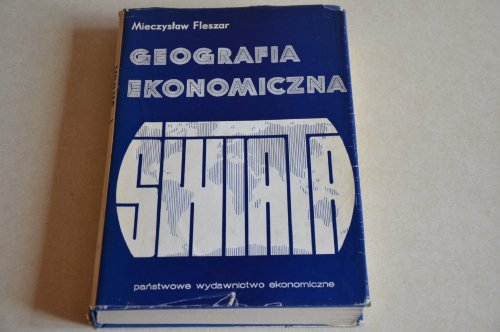 Mieczysław Fleszar
GEOGRAFIA
EKONOMICZNA
ŚWIATA
państwowe wydawnictwo ekonomiczne